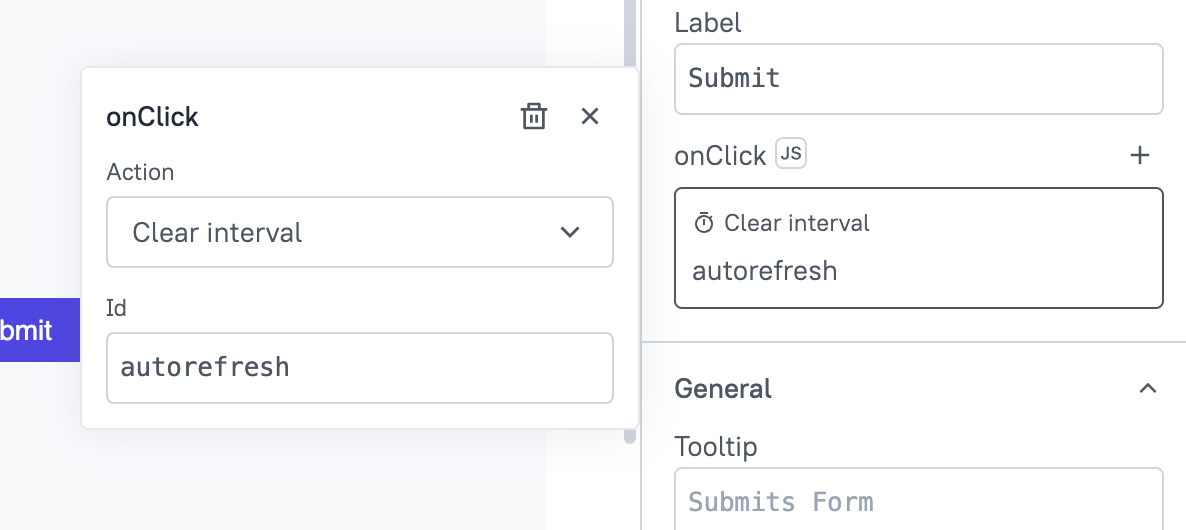 onClick
Action
Clear interval
Id
autorefresh
bmit
Label
Submit
onClick JS
Clear interval
autorefresh
General
Tooltip
Submits Form